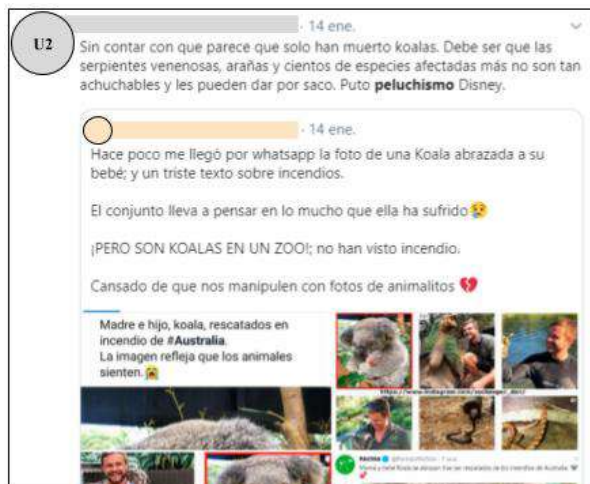 U2
· 14 ene.
Sin contar con que parece que solo han muerto koalas. Debe ser que las
serpientes venenosas, arañas y cientos de especies afectadas más no son tan
achuchables y les pueden dar por saco. Puto peluchismo Disney.
· 14 ene.
Hace poco me llegó por whatsapp la foto de una Koala abrazada a su
bebé; y un triste texto sobre incendios.
El conjunto lleva a pensar en lo mucho que ella ha sufrido
¡PERO SON KOALAS EN UN ZOO!; no han visto incendio.
Cansado de que nos manipulen con fotos de animalitos
Madre e hijo, koala, rescatados en
incendio de #Australia.
La imagen refleja que los animales
sienten.